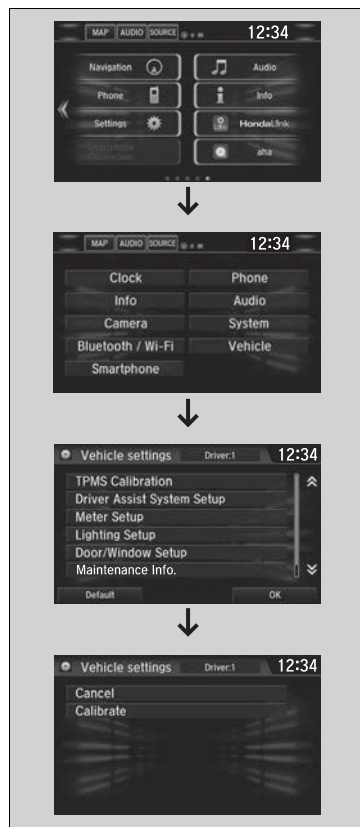 MAP AUDIO SOURCE 12:34
Navigation Audio
Phone Info
Settings HondaLink
Smartphone aha
MAP AUDIO SOURCE 12:34
Clock Phone
Info Audio
Camera System
Bluetooth / Wi-Fi Vehicle
Smartphone
Vehicle settings Driver:1 12:34
TPMS Calibration
Driver Assist System Setup
Meter Setup
Lighting Setup
Door/Window Setup
Maintenance Info.
Default OK
Vehicle settings Driver:1 12:34
Cancel
Calibrate